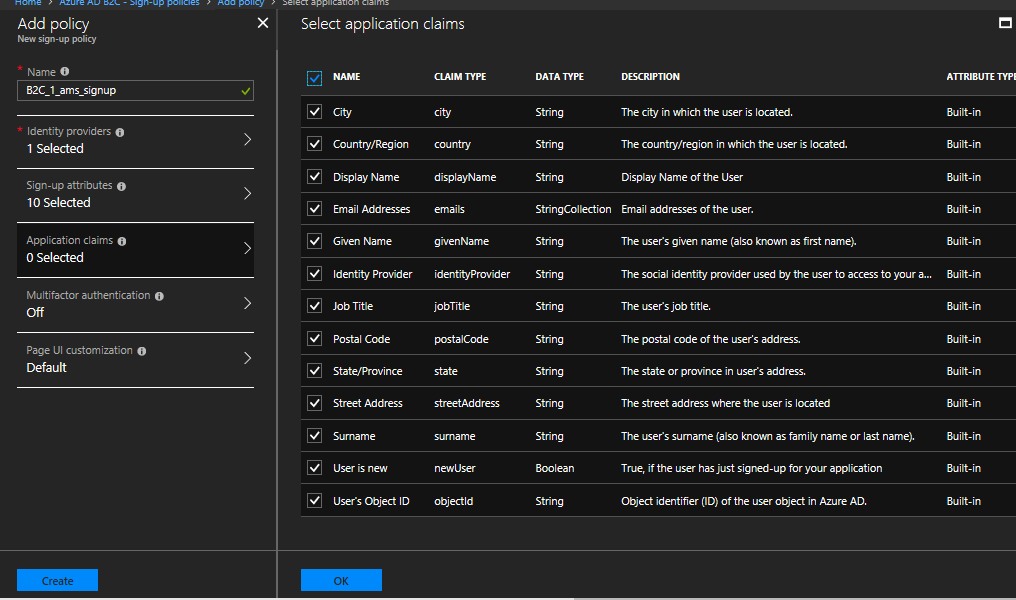 Home > Azure AD B2C - Sign-up policies > Add policy > Select application claims
Add policy
New sign-up policy
* Name
B2C_1_ams_signup
* Identity providers
1 Selected
Sign-up attributes
10 Selected
Application claims
0 Selected
Multifactor authentication
Off
Page UI customization
Default
Create
Select application claims
NAME CLAIM TYPE DATA TYPE DESCRIPTION ATTRIBUTE TYPE
City city String The city in which the user is located. Built-in
Country/Region country String The country/region in which the user is located. Built-in
Display Name displayName String Display Name of the User Built-in
Email Addresses emails StringCollection Email addresses of the user. Built-in
Given Name givenName String The user's given name (also known as first name). Built-in
Identity Provider identityProvider String The social identity provider used by the user to access to your a... Built-in
Job Title jobTitle String The user's job title. Built-in
Postal Code postalCode String The postal code of the user's address. Built-in
State/Province state String The state or province in user's address. Built-in
Street Address streetAddress String The street address where the user is located Built-in
Surname surname String The user's surname (also known as family name or last name). Built-in
User is new newUser Boolean True, if the user has just signed-up for your application Built-in
User's Object ID objectId String Object identifier (ID) of the user object in Azure AD. Built-in
OK